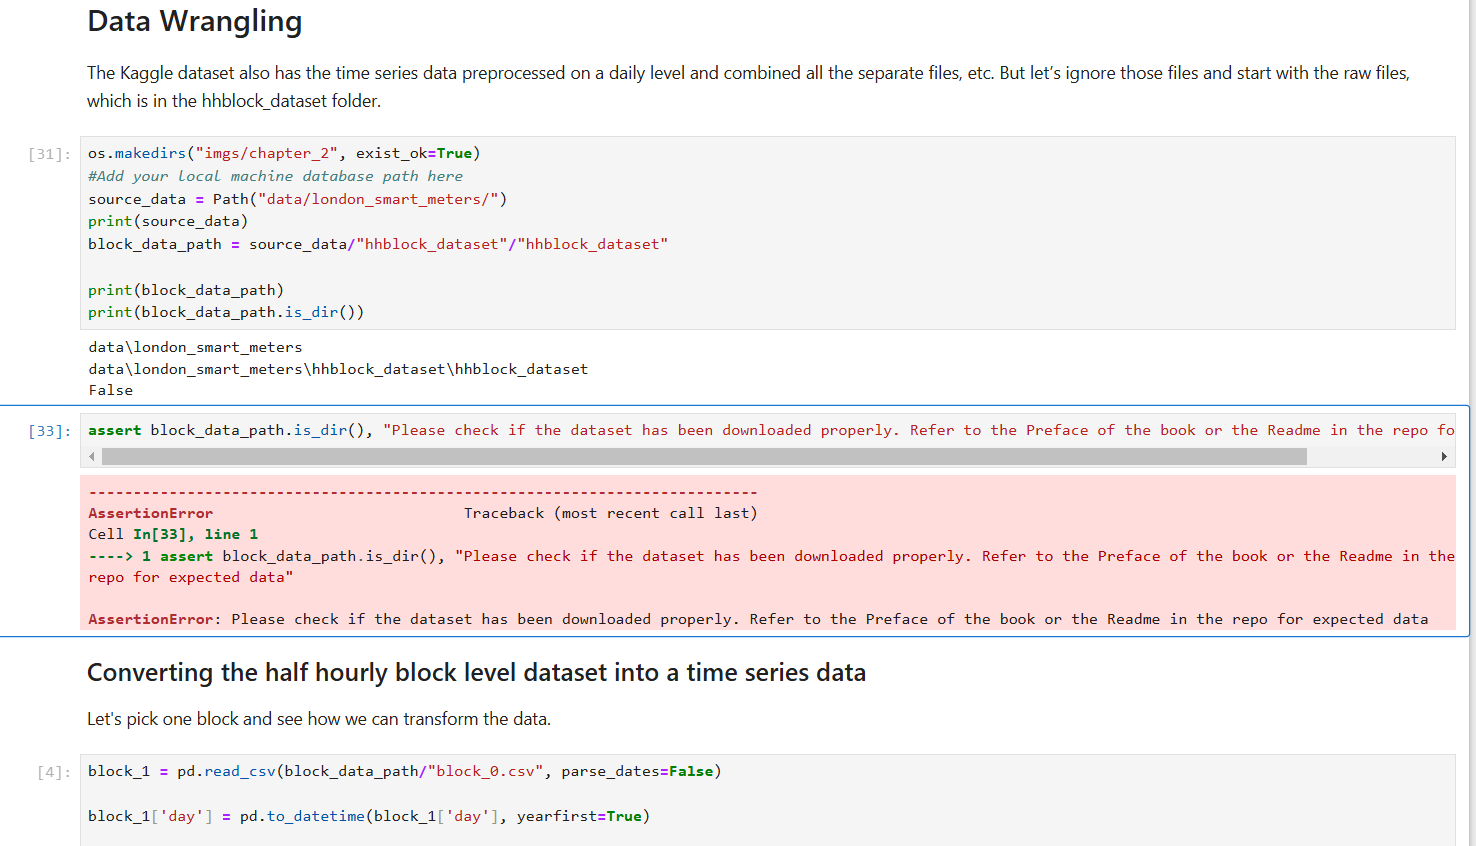 Data Wrangling
The Kaggle dataset also has the time series data preprocessed on a daily level and combined all the separate files, etc. But let’s ignore those files and start with the raw files,
which is in the hhblock_dataset folder.
[31]:
os.makedirs("imgs/chapter_2", exist_ok=True)
#Add your local machine database path here
source_data = Path("data/london_smart_meters/")
print(source_data)
block_data_path = source_data/"hhblock_dataset"/"hhblock_dataset"
print(block_data_path)
print(block_data_path.is_dir())
data\london_smart_meters
data\london_smart_meters\hhblock_dataset\hhblock_dataset
False
[33]:
assert block_data_path.is_dir(), "Please check if the dataset has been downloaded properly. Refer to the Preface of the book or the Readme in the repo fo
---------------------------------------------------------------------------
AssertionError                            Traceback (most recent call last)
Cell In[33], line 1
----> 1 assert block_data_path.is_dir(), "Please check if the dataset has been downloaded properly. Refer to the Preface of the book or the Readme in the
repo for expected data"
AssertionError: Please check if the dataset has been downloaded properly. Refer to the Preface of the book or the Readme in the repo for expected data
Converting the half hourly block level dataset into a time series data
Let's pick one block and see how we can transform the data.
[4]:
block_1 = pd.read_csv(block_data_path/"block_0.csv", parse_dates=False)
block_1['day'] = pd.to_datetime(block_1['day'], yearfirst=True)